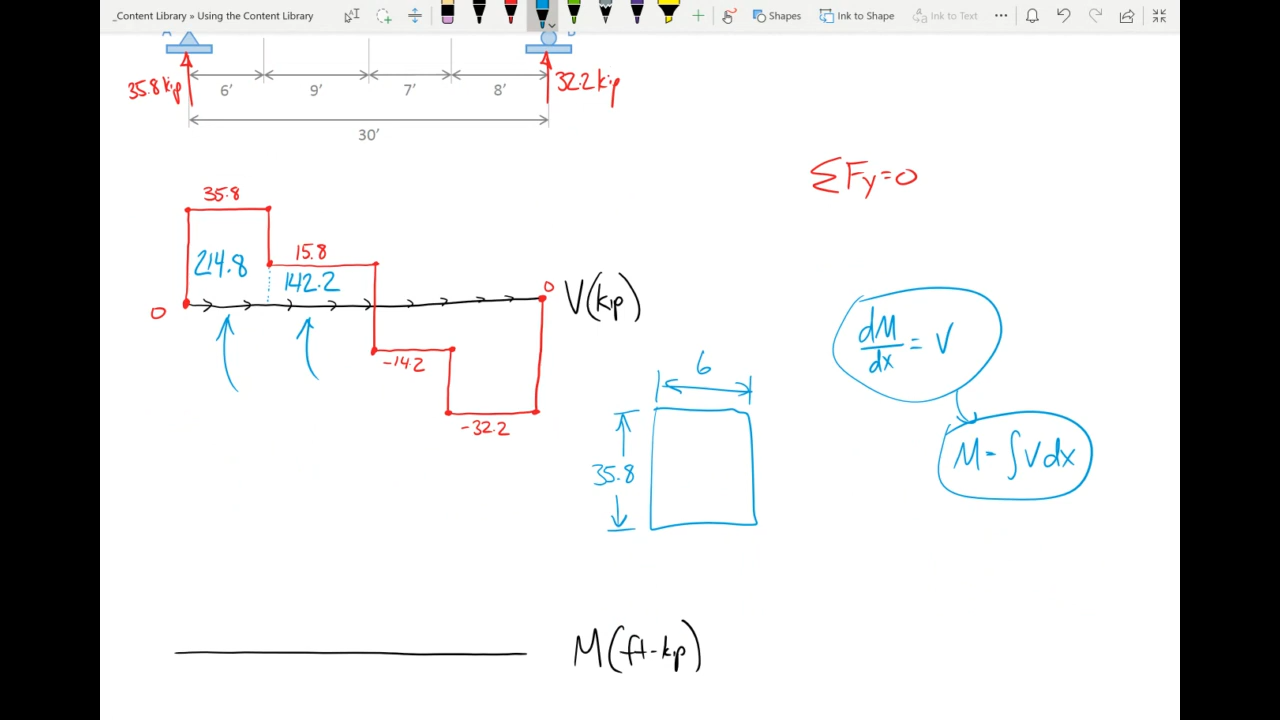 _Content Library » Using the Content Library
Shapes
Ink to Shape
Ink to Text
35.8 kip
32.2 kip
6'
9'
7'
8'
30'
ΣFy=0
35.8
15.8
214.8
142.2
0
0
V(kip)
-14.2
-32.2
dM/dx = V
6
35.8
M = ∫Vdx
M(ft-kip)